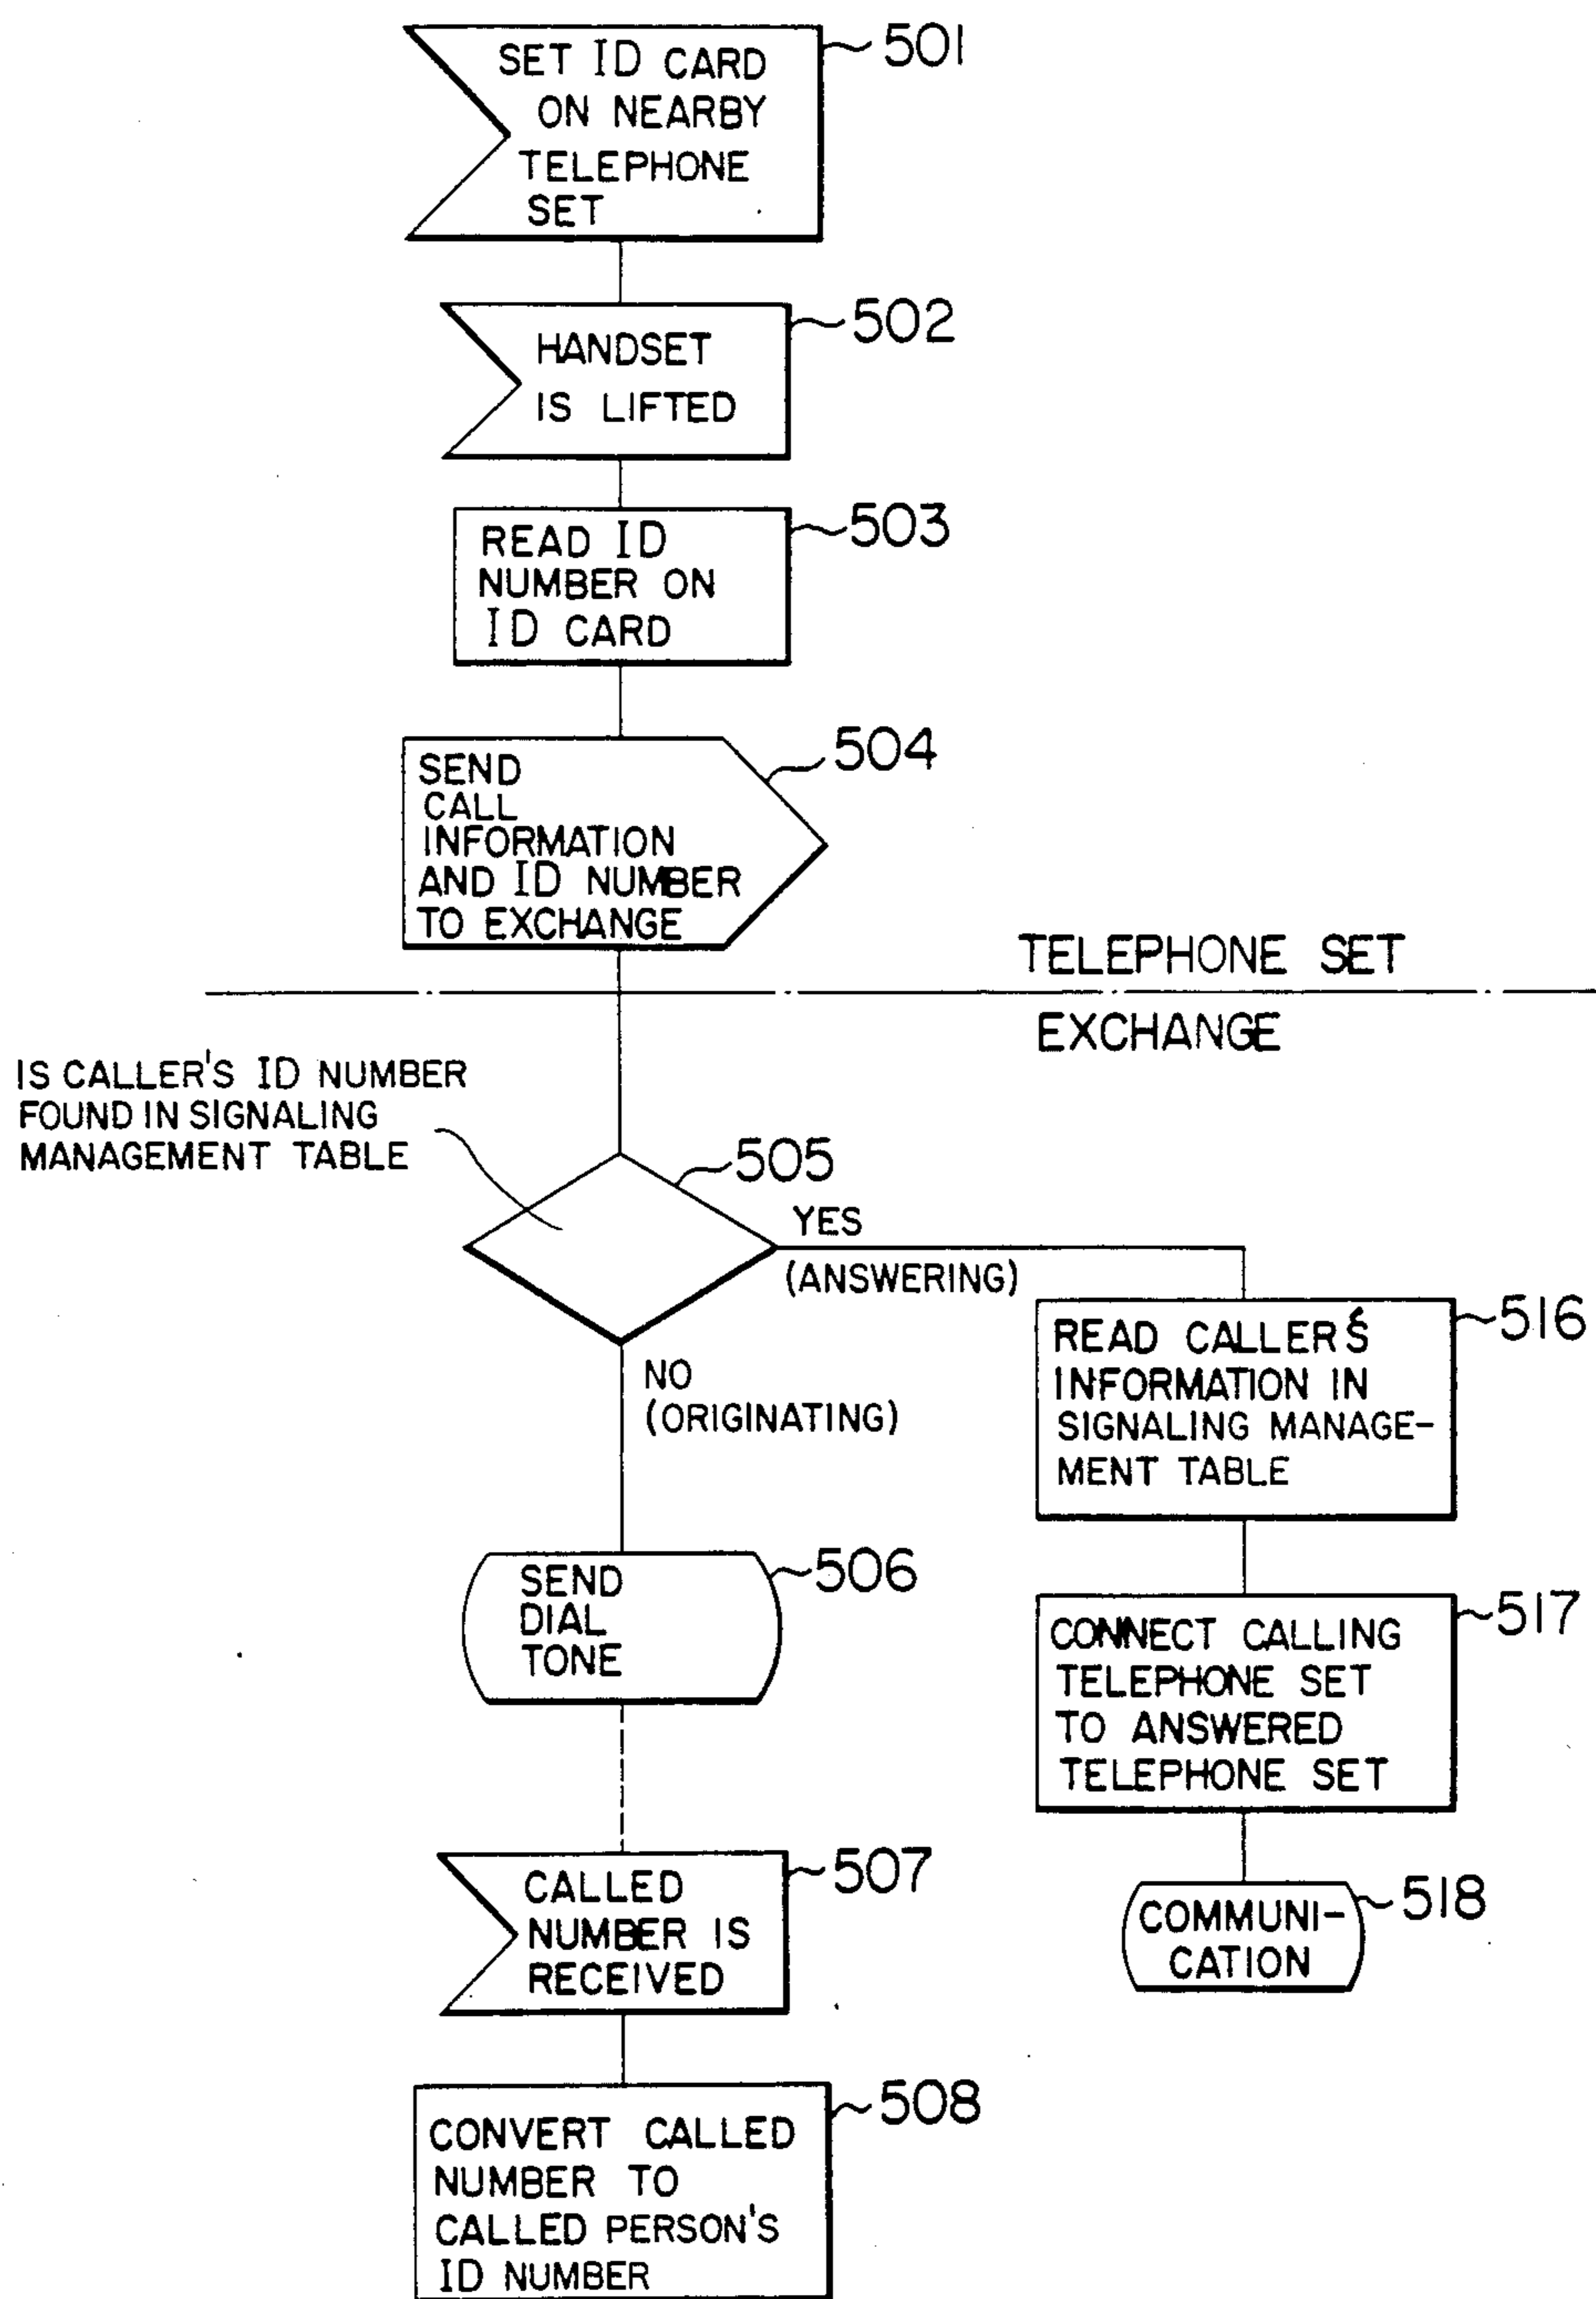 SET ID CARD
ON NEARBY
TELEPHONE
SET
501
HANDSET
IS LIFTED
502
READ ID
NUMBER ON
ID CARD
503
SEND
CALL
INFORMATION
AND ID NUMBER
TO EXCHANGE
504
TELEPHONE SET
EXCHANGE
IS CALLER'S ID NUMBER
FOUND IN SIGNALING
MANAGEMENT TABLE
505
YES
(ANSWERING)
NO
(ORIGINATING)
READ CALLER'S
INFORMATION IN
SIGNALING MANAGE-
MENT TABLE
516
SEND
DIAL
TONE
506
CONNECT CALLING
TELEPHONE SET
TO ANSWERED
TELEPHONE SET
517
CALLED
NUMBER IS
RECEIVED
507
COMMUNI-
CATION
518
CONVERT CALLED
NUMBER TO
CALLED PERSON'S
ID NUMBER
508